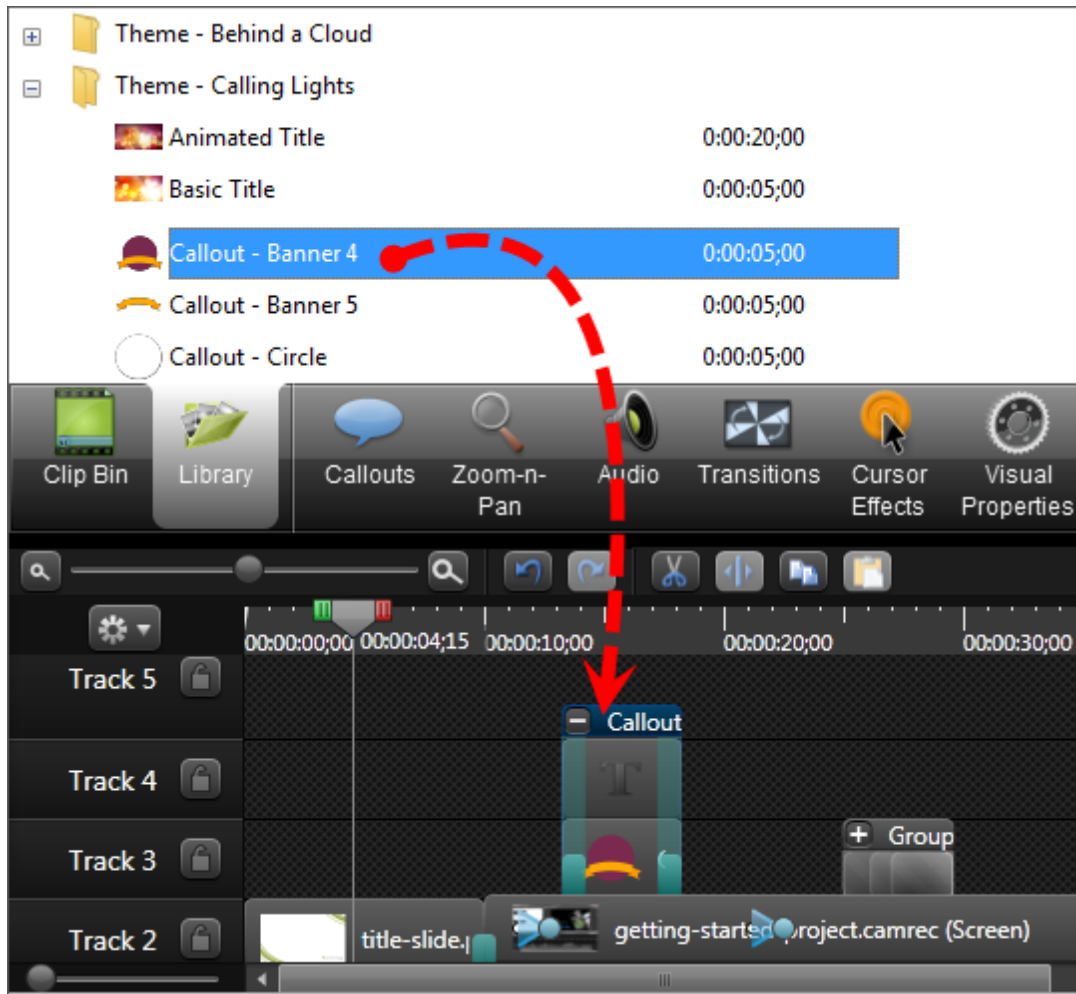 Theme - Behind a Cloud
Theme - Calling Lights
Animated Title 0:00:20;00
Basic Title 0:00:05;00
Callout - Banner 4 0:00:05;00
Callout - Banner 5 0:00:05;00
Callout - Circle 0:00:05;00
Clip Bin Library Callouts Zoom-n-Pan Audio Transitions Cursor Effects Visual Properties
00:00:00;00 00:00:04;15 00:00:10;00 00:00:20;00 00:00:30;00
Track 5
Callout
Track 4
T
Track 3 Group
Track 2 title-slide.p getting-started-project.camrec (Screen)